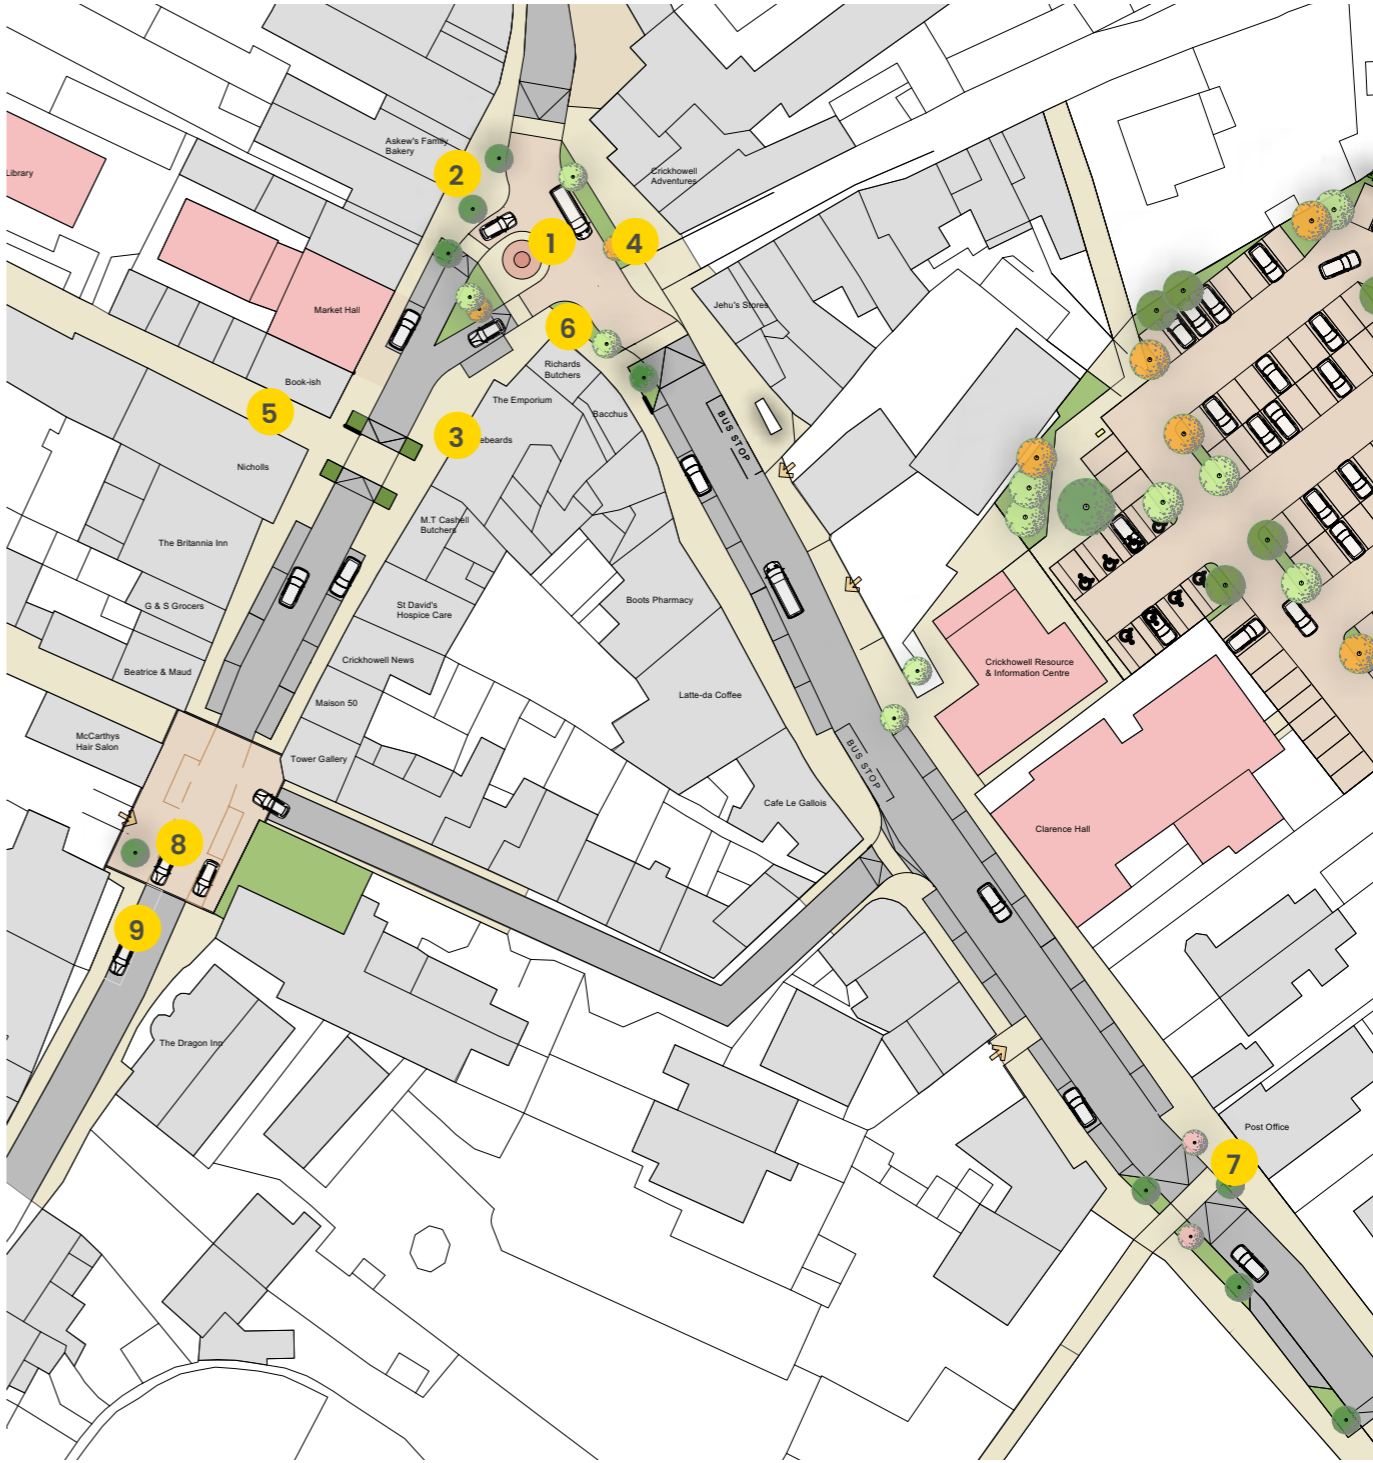 Askew's Family
Bakery
2
Library
Crickhowell
Adventures
1
4
Market Hall
Jehu's Stores
6
Richards
Butchers
Book-ish
5
The Emporium
Bacchus
3
ebeards
BUS STOP
Nicholls
M.T Cashell
Butchers
The Britannia Inn
G & S Grocers
St David's
Hospice Care
Boots Pharmacy
Crickhowell News
Beatrice & Maud
Crickhowell Resource
& Information Centre
Maison 50
Latte-da Coffee
McCarthys
Hair Salon
Tower Gallery
BUS STOP
Cafe Le Gallois
Clarence Hall
8
9
The Dragon Inn
Post Office
7